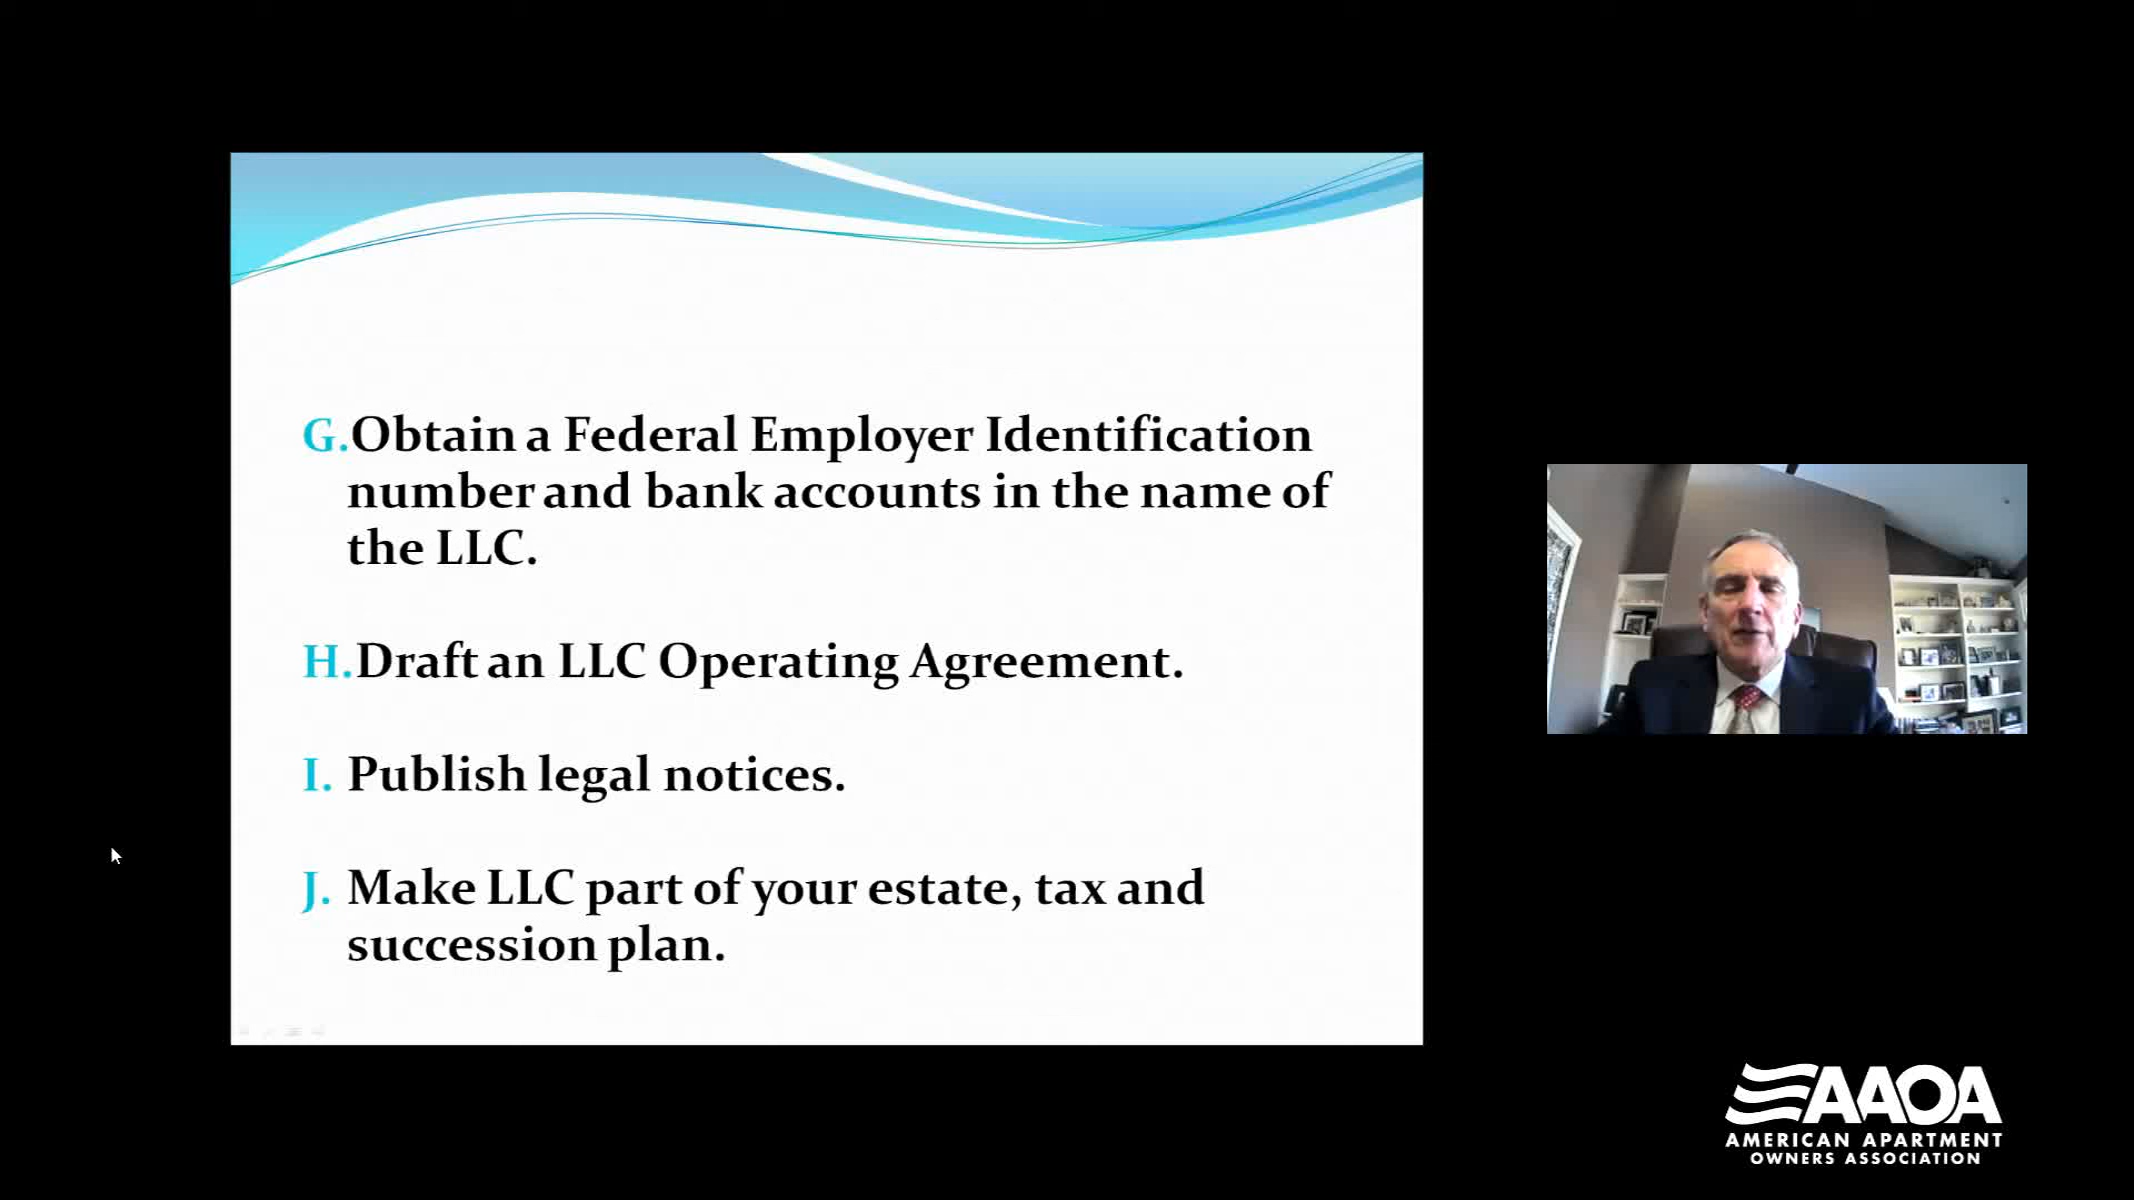 G. Obtain a Federal Employer Identification
number and bank accounts in the name of
the LLC.
H. Draft an LLC Operating Agreement.
I. Publish legal notices.
J. Make LLC part of your estate, tax and
succession plan.
AAOA
AMERICAN APARTMENT
OWNERS ASSOCIATION